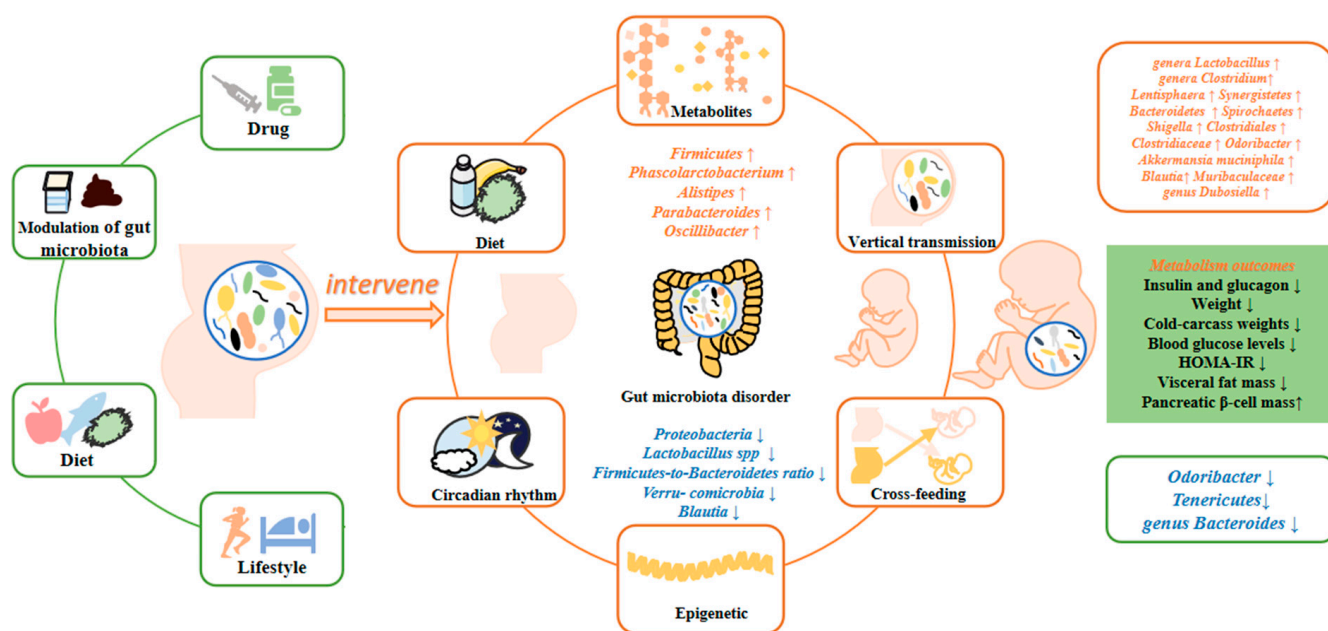 Drug
Modulation of gut
microbiota
Diet
Lifestyle
intervene
Metabolites
Diet
Circadian rhythm
Epigenetic
Vertical transmission
Cross-feeding
Firmicutes ↑
Phascolarctobacterium ↑
Alistipes ↑
Parabacteroides ↑
Oscillibacter ↑
Gut microbiota disorder
Proteobacteria ↓
Lactobacillus spp ↓
Firmicutes-to-Bacteroidetes ratio ↓
Verru- comicrobia ↓
Blautia ↓
genera Lactobacillus ↑
genera Clostridium↑
Lentisphaera ↑ Synergistetes ↑
Bacteroidetes ↑ Spirochaetes ↑
Shigella ↑ Clostridiales ↑
Clostridiaceae ↑ Odoribacter ↑
Akkermansia muciniphila ↑
Blautia↑ Muribaculaceae ↑
genus Dubosiella ↑
Metabolism outcomes
Insulin and glucagon ↓
Weight ↓
Cold-carcass weights ↓
Blood glucose levels ↓
HOMA-IR ↓
Visceral fat mass ↓
Pancreatic β-cell mass↑
Odoribacter ↓
Tenericutes↓
genus Bacteroides ↓